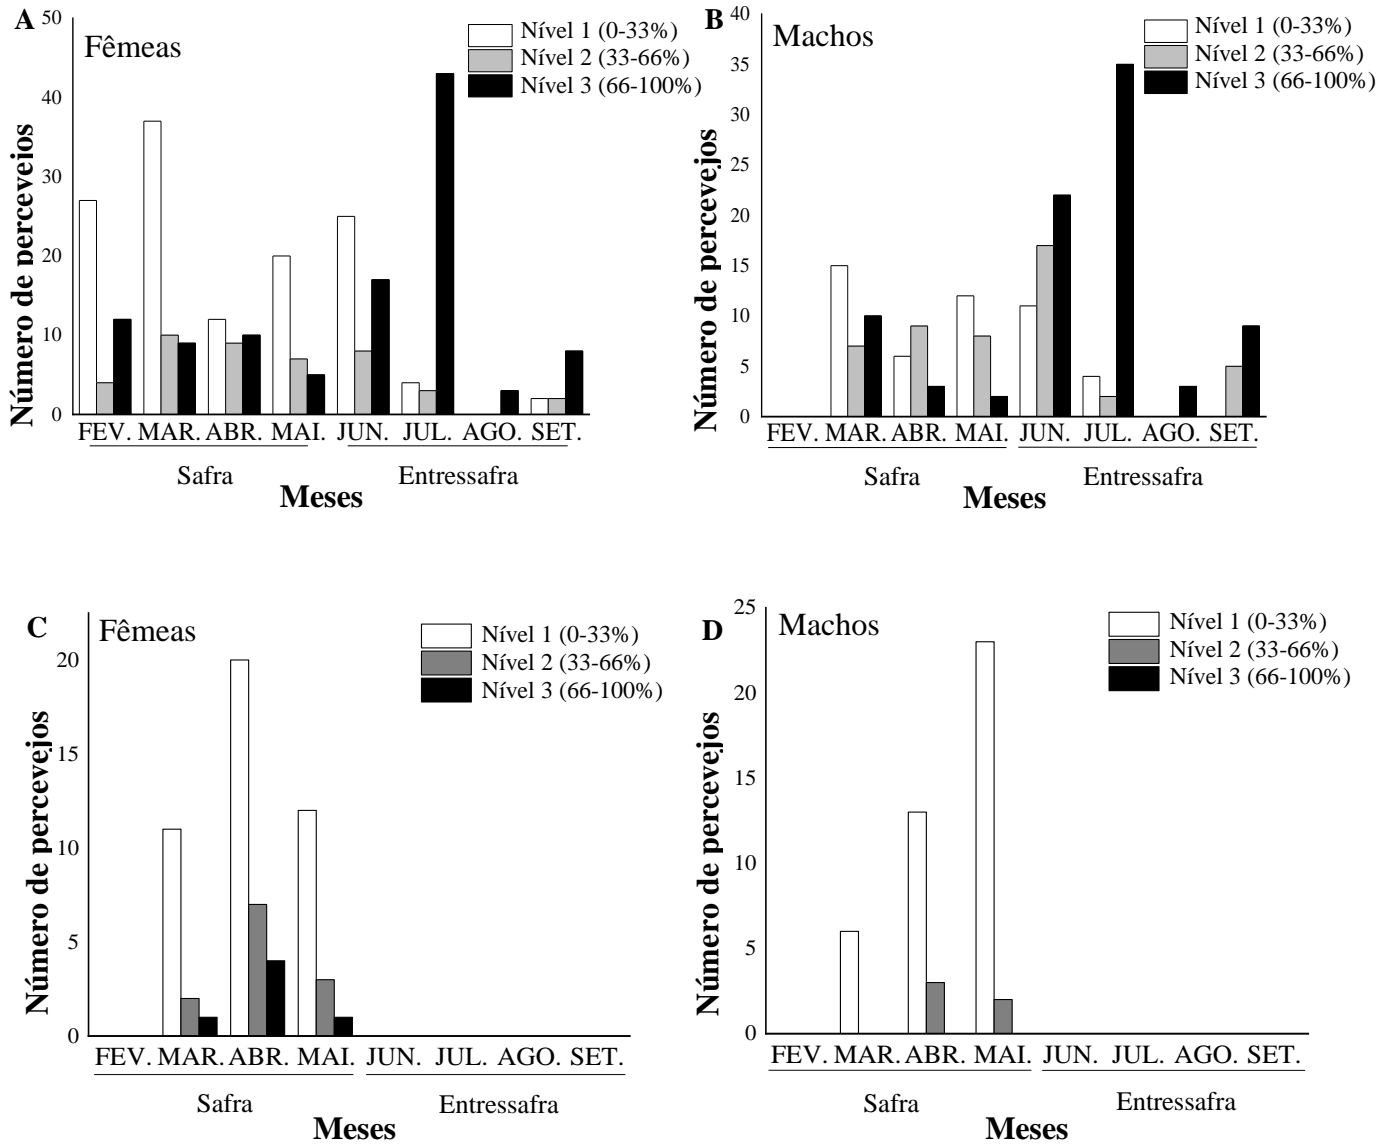 A
Fêmeas
Nível 1 (0-33%)
Nível 2 (33-66%)
Nível 3 (66-100%)
50
40
30
20
10
0
Número de percevejos
FEV. MAR. ABR. MAI. JUN. JUL. AGO. SET.
Safra Entressafra
Meses
B
Machos
Nível 1 (0-33%)
Nível 2 (33-66%)
Nível 3 (66-100%)
40
35
30
25
20
15
10
5
0
Número de percevejos
FEV. MAR. ABR. MAI. JUN. JUL. AGO. SET.
Safra Entressafra
Meses
C
Fêmeas
Nível 1 (0-33%)
Nível 2 (33-66%)
Nível 3 (66-100%)
20
15
10
5
0
Número de percevejos
FEV. MAR. ABR. MAI. JUN. JUL. AGO. SET.
Safra Entressafra
Meses
D
Machos
Nível 1 (0-33%)
Nível 2 (33-66%)
Nível 3 (66-100%)
25
20
15
10
5
0
Número de percevejos
FEV. MAR. ABR. MAI. JUN. JUL. AGO. SET.
Safra Entressafra
Meses